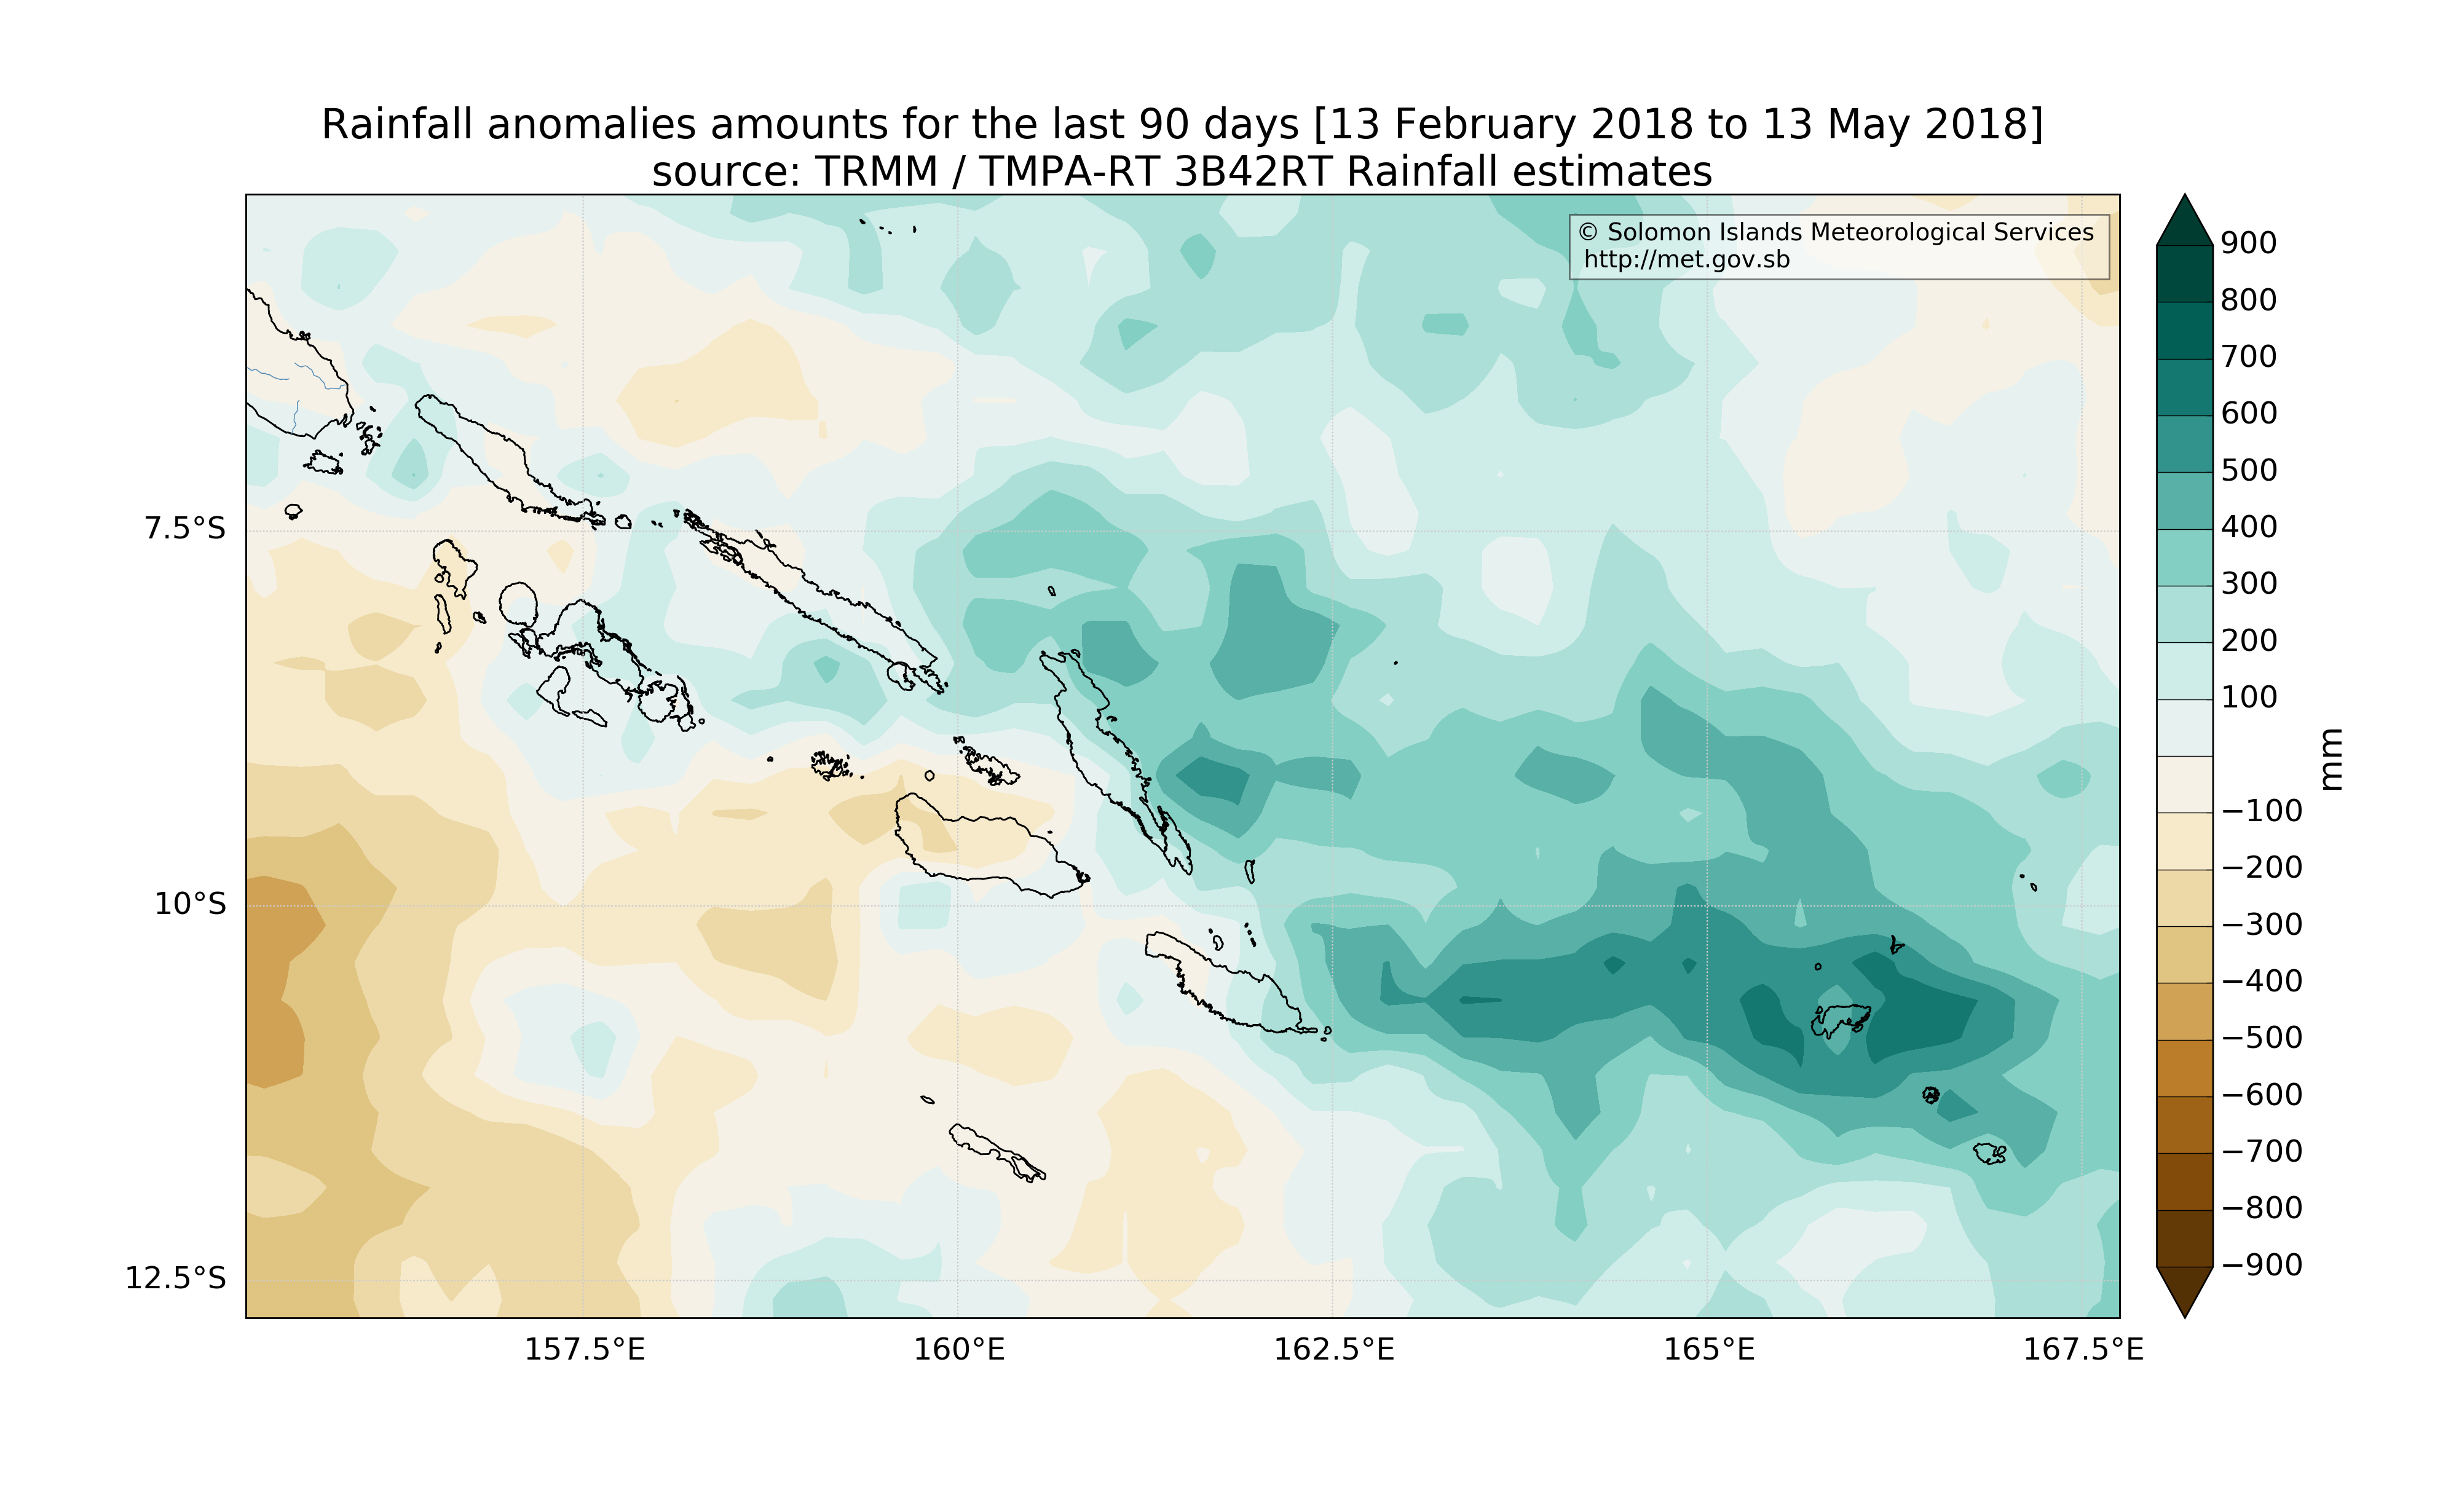 Rainfall anomalies amounts for the last 90 days [13 February 2018 to 13 May 2018]
source: TRMM / TMPA-RT 3B42RT Rainfall estimates
© Solomon Islands Meteorological Services
http://met.gov.sb
7.5°S
10°S
12.5°S
157.5°E
160°E
162.5°E
165°E
167.5°E
900
800
700
600
500
400
300
200
100
−100
−200
−300
−400
−500
−600
−700
−800
−900
mm